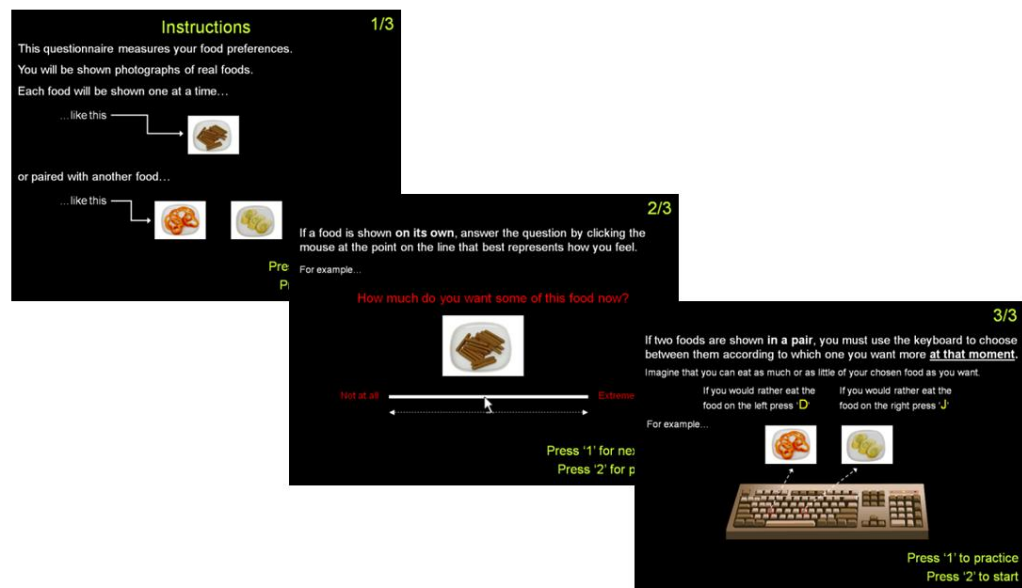 Instructions
1/3
This questionnaire measures your food preferences.
You will be shown photographs of real foods.
Each food will be shown one at a time…
…like this
or paired with another food…
…like this
2/3
If a food is shown on its own, answer the question by clicking the
mouse at the point on the line that best represents how you feel.
For example…
How much do you want some of this food now?
Not at all
Press '1' for
Press '2' for
3/3
If two foods are shown in a pair, you must use the keyboard to choose
between them according to which one you want more at that moment.
Imagine that you can eat as much or as little of your chosen food as you want.
If you would rather eat the
food on the left press 'D'
If you would rather eat the
food on the right press 'J'
For example…
Press '1' to practice
Press '2' to start